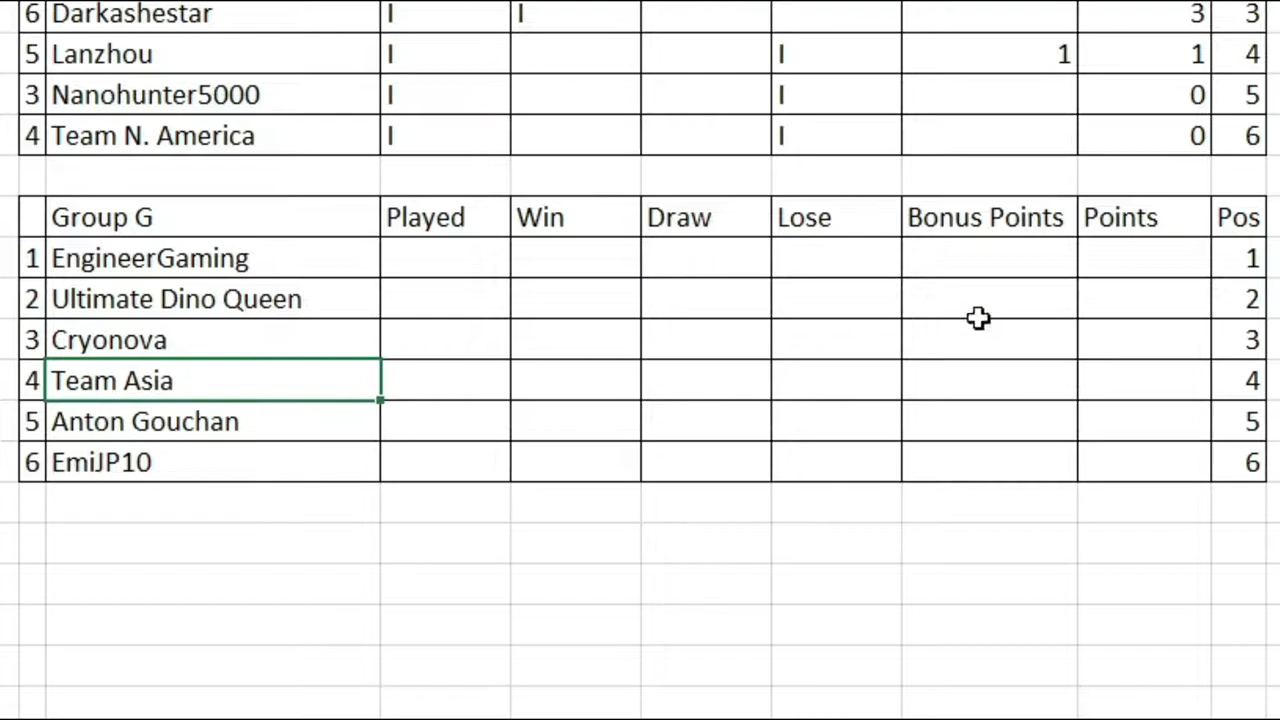 6 Darkashestar I I 3 3
5 Lanzhou I I 1 1 4
3 Nanohunter5000 I I 0 5
4 Team N. America I I 0 6
Group G Played Win Draw Lose Bonus Points Points Pos
1 EngineerGaming 1
2 Ultimate Dino Queen 2
3 Cryonova 3
4 Team Asia 4
5 Anton Gouchan 5
6 EmiJP10 6